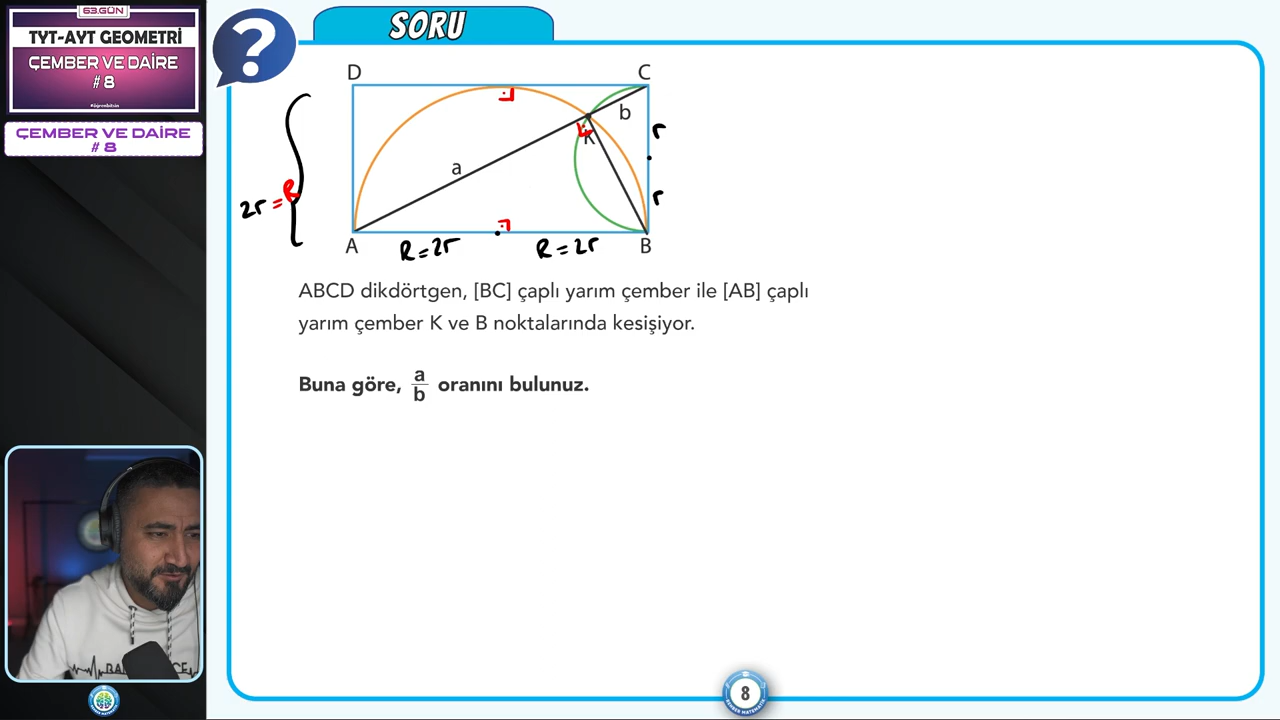 63.GÜN
TYT-AYT GEOMETRİ
ÇEMBER VE DAİRE
# 8
#öğrenbitsin
ÇEMBER VE DAİRE
# 8
?
SORU
D
C
b
r
K
a
r
2r = R
A
R = 2r
R = 2r
B
ABCD dikdörtgen, [BC] çaplı yarım çember ile [AB] çaplı
yarım çember K ve B noktalarında kesişiyor.
Buna göre, a/b oranını bulunuz.
8